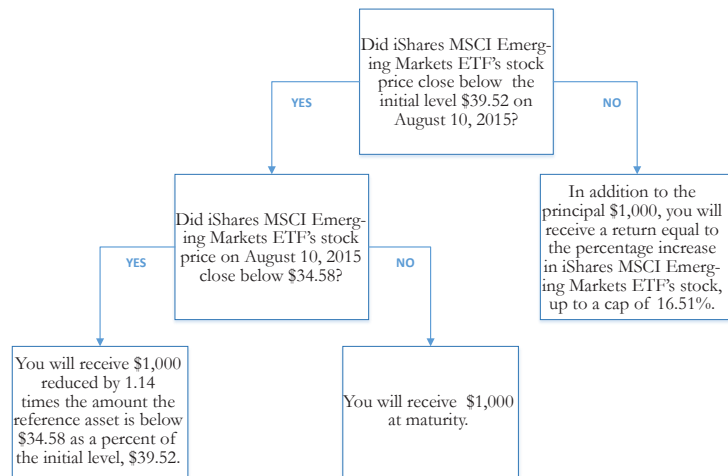 Did iShares MSCI Emerg-
ing Markets ETF's stock
price close below the
initial level $39.52 on
August 10, 2015?
YES
NO
Did iShares MSCI Emerg-
ing Markets ETF's stock
price on August 10, 2015
close below $34.58?
In addition to the
principal $1,000, you will
receive a return equal to
the percentage increase
in iShares MSCI Emerg-
ing Markets ETF's stock,
up to a cap of 16.51%.
YES
NO
You will receive $1,000
reduced by 1.14
times the amount the
reference asset is below
$34.58 as a percent of
the initial level, $39.52.
You will receive $1,000
at maturity.